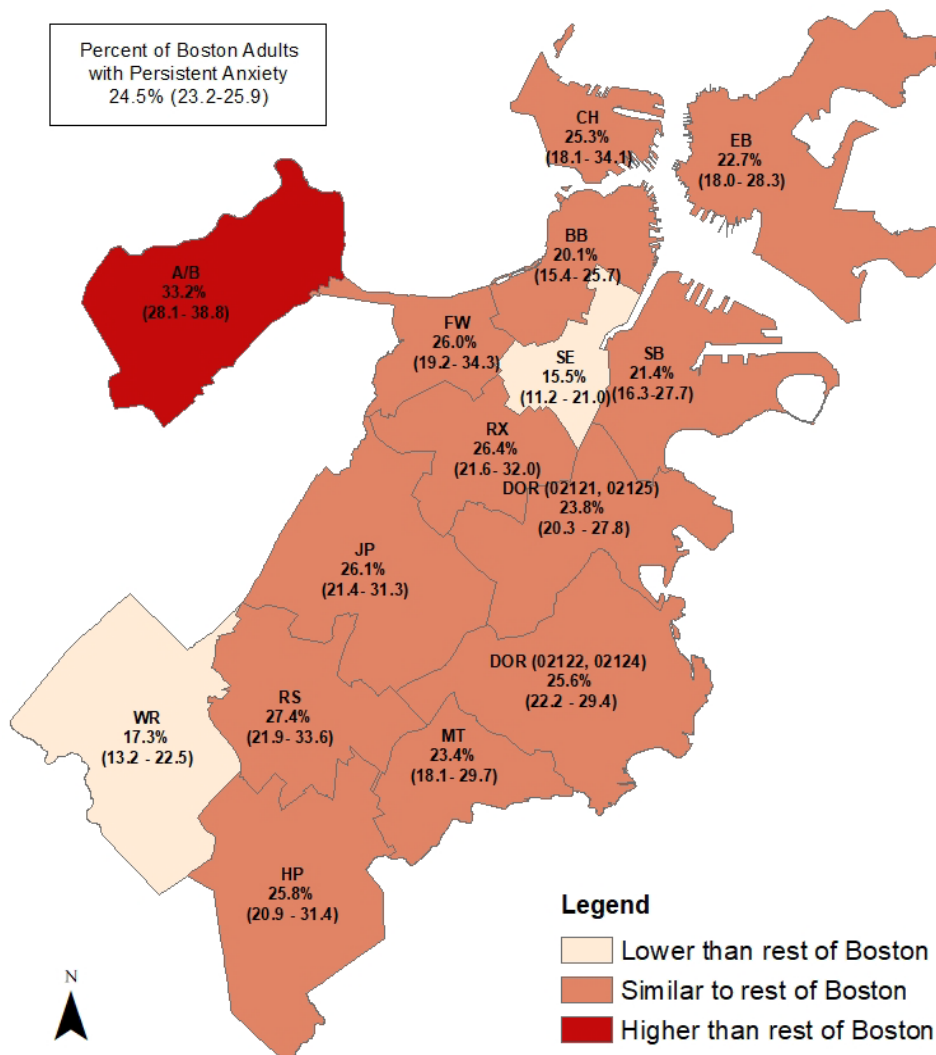 Percent of Boston Adults
with Persistent Anxiety
24.5% (23.2-25.9)
CH
25.3%
(18.1- 34.1)
EB
22.7%
(18.0- 28.3)
BB
20.1%
(15.4 - 25.7)
A/B
33.2%
(28.1- 38.8)
FW
26.0%
(19.2- 34.3)
SE
15.5%
(11.2 - 21.0)
SB
21.4%
(16.3-27.7)
RX
26.4%
(21.6- 32.0)
DOR (02121, 02125)
23.8%
(20.3 - 27.8)
JP
26.1%
(21.4- 31.3)
DOR (02122, 02124)
25.6%
(22.2 - 29.4)
WR
17.3%
(13.2 - 22.5)
RS
27.4%
(21.9- 33.6)
MT
23.4%
(18.1- 29.7)
HP
25.8%
(20.9 - 31.4)
N
Legend
Lower than rest of Boston
Similar to rest of Boston
Higher than rest of Boston